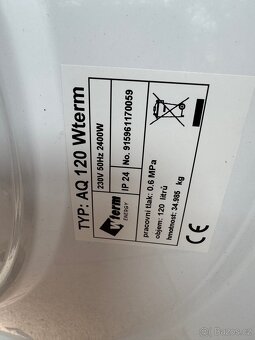 TYP: AQ 120 Wterm
230V 50Hz 2400W
IP 24
No. 915961170059
Wterm
ENERGY
pracovní tlak: 0.6 MPa
objem: 120 litrů
hmotnost: 34.985 kg
CE
bazos.cz